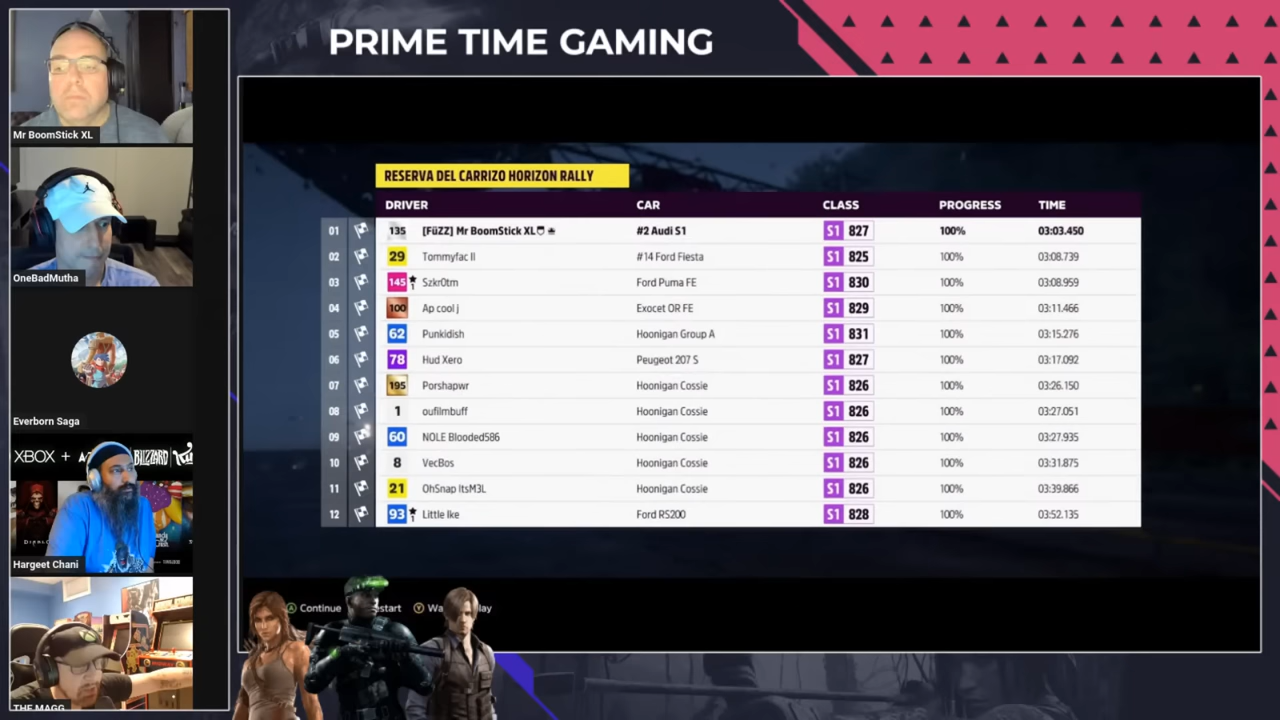 PRIME TIME GAMING
Mr BoomStick XL
OneBadMutha
Everborn Saga
XBOX +
BLIZZARD
DIABLO
Hargeet Chani
THE MAGG
RESERVA DEL CARRIZO HORIZON RALLY
DRIVER CAR CLASS PROGRESS TIME
01 135 [FüZZ] Mr BoomStick XL #2 Audi S1 S1 827 100% 03:03.450
02 29 Tommyfac II #14 Ford Fiesta S1 825 100% 03:08.739
03 145 1 Szkr0tm Ford Puma FE S1 830 100% 03:08.959
04 100 Ap cool j Exocet OR FE S1 829 100% 03:11.466
05 62 Punkidish Hoonigan Group A S1 831 100% 03:15.276
06 78 Hud Xero Peugeot 207 S S1 827 100% 03:17.092
07 195 Porshapwr Hoonigan Cossie S1 826 100% 03:26.150
08 1 oufilmbuff Hoonigan Cossie S1 826 100% 03:27.051
09 60 NOLE Blooded586 Hoonigan Cossie S1 826 100% 03:27.935
10 8 VecBos Hoonigan Cossie S1 826 100% 03:31.875
11 21 OhSnap ItsM3L Hoonigan Cossie S1 826 100% 03:39.866
12 93 1 Little Ike Ford RS200 S1 828 100% 03:52.135
A Continue estart Y Wa lay